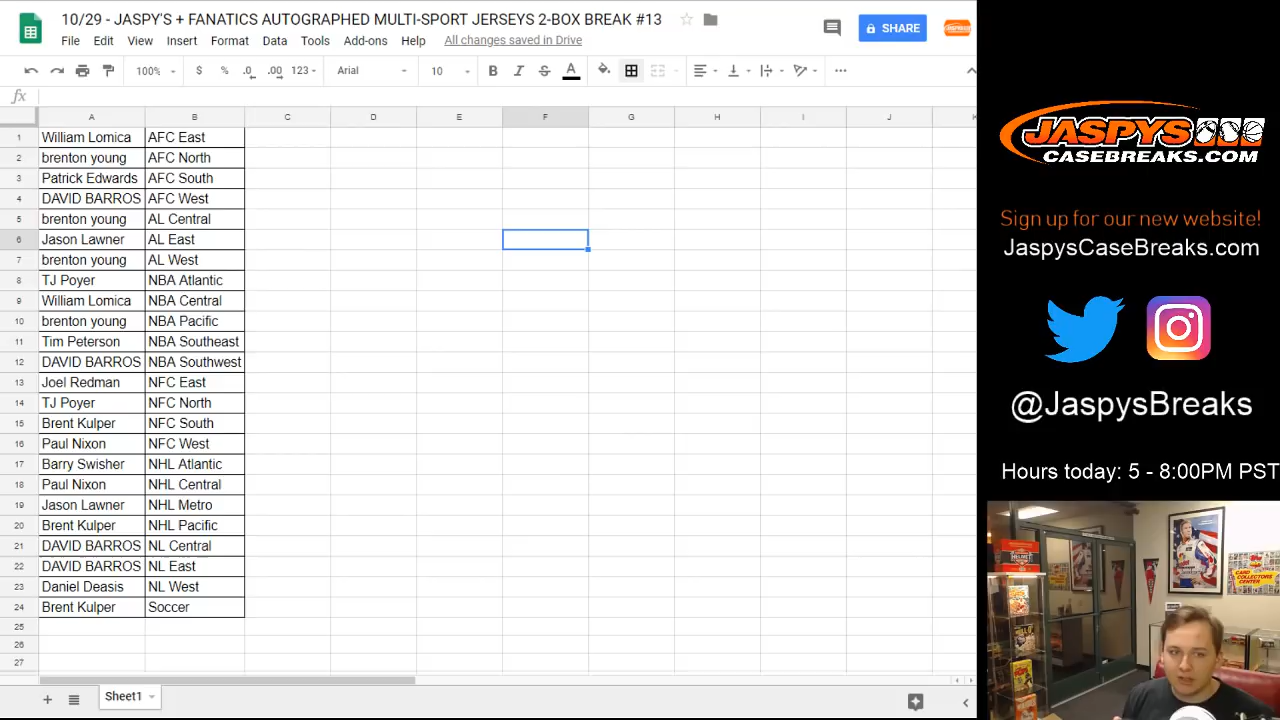 10/29 - JASPY'S + FANATICS AUTOGRAPHED MULTI-SPORT JERSEYS 2-BOX BREAK #13
SHARE
File Edit View Insert Format Data Tools Add-ons Help All changes saved in Drive
100% $ % .0 .00 123 Arial 10 B I S A
fx
A B C D E F G H I J K
1 William Lomica AFC East
2 brenton young AFC North
3 Patrick Edwards AFC South
4 DAVID BARROS AFC West
5 brenton young AL Central
6 Jason Lawner AL East
7 brenton young AL West
8 TJ Poyer NBA Atlantic
9 William Lomica NBA Central
10 brenton young NBA Pacific
11 Tim Peterson NBA Southeast
12 DAVID BARROS NBA Southwest
13 Joel Redman NFC East
14 TJ Poyer NFC North
15 Brent Kulper NFC South
16 Paul Nixon NFC West
17 Barry Swisher NHL Atlantic
18 Paul Nixon NHL Central
19 Jason Lawner NHL Metro
20 Brent Kulper NHL Pacific
21 DAVID BARROS NL Central
22 DAVID BARROS NL East
23 Daniel Deasis NL West
24 Brent Kulper Soccer
25
26
27
Sheet1
JASPYS
CASEBREAKS.COM
Sign up for our new website!
JaspysCaseBreaks.com
@JaspysBreaks
Hours today: 5 - 8:00PM PST
HELMET
CARD
COLLECTORS
CENTER